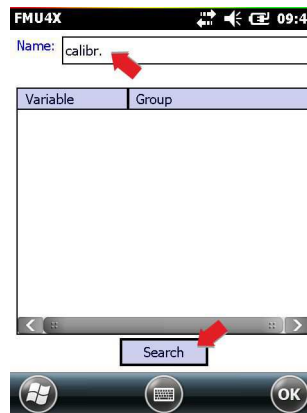 FMU4X 09:4
Name: calibr.
Variable Group
Search
OK